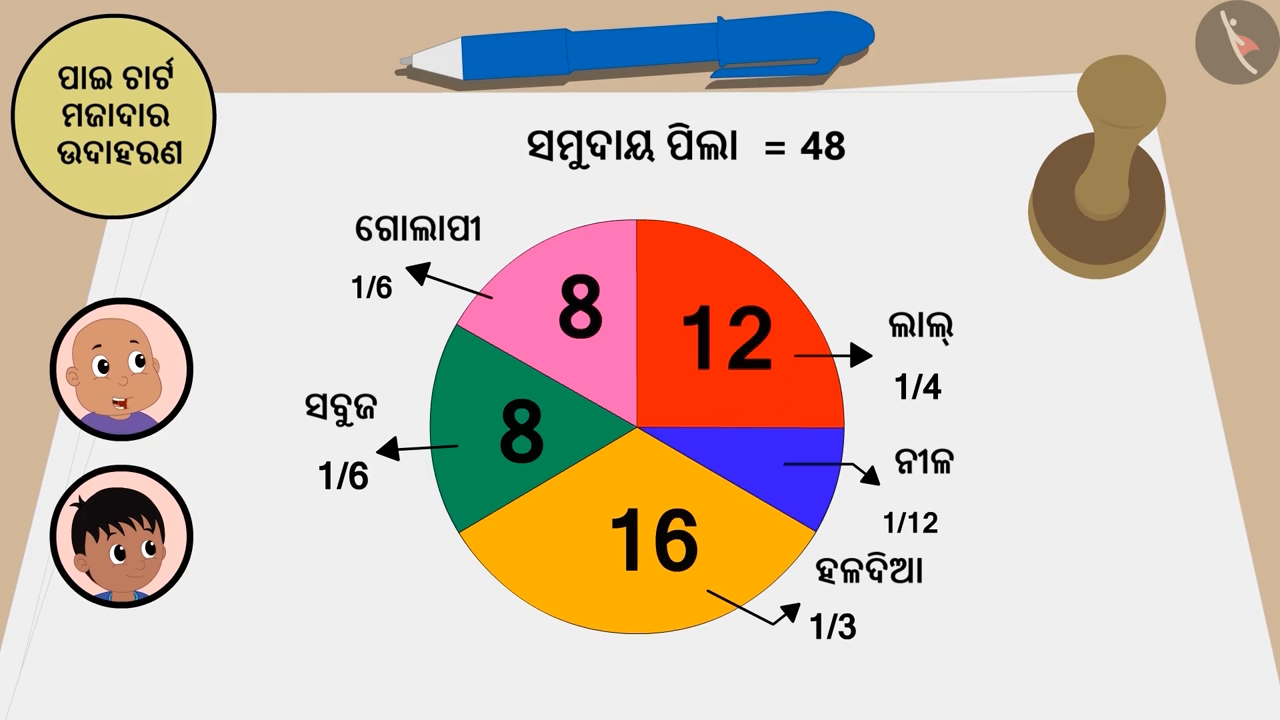 ପାଇ ଚାର୍ଟ
ମଜାଦାର
ଉଦାହରଣ
ସମୁଦାୟ ପିଲା = 48
ଗୋଲାପୀ
1/6
8
12
ଲାଲ୍
1/4
ସବୁଜ
1/6
8
ନୀଳ
1/12
16
ହଳଦିଆ
1/3